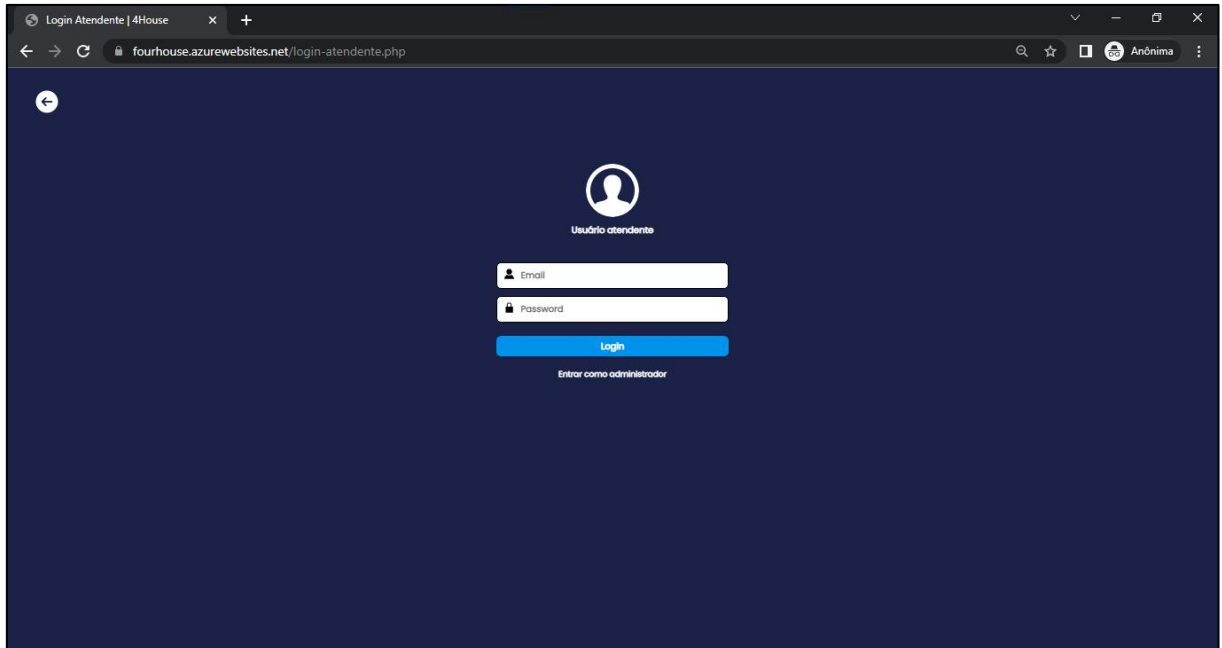 Login Atendente | 4House
fourhouse.azurewebsites.net/login-atendente.php
Anônima
Usuário atendente
Email
Password
Login
Entrar como administrador